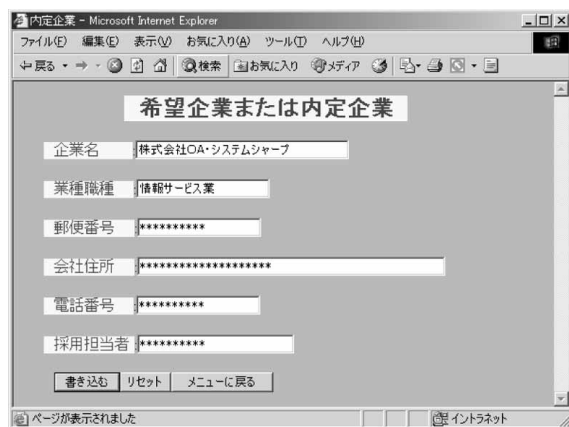 内定企業 - Microsoft Internet Explorer
ファイル(F) 編集(E) 表示(V) お気に入り(A) ツール(T) ヘルプ(H)
戻る 検索 お気に入り メディア
希望企業または内定企業
企業名 :株式会社OA・システムシャープ
業種職種 :情報サービス業
郵便番号 :**********
会社住所 :********************
電話番号 :**********
採用担当者 :**********
書き込む リセット メニューに戻る
ページが表示されました イントラネット